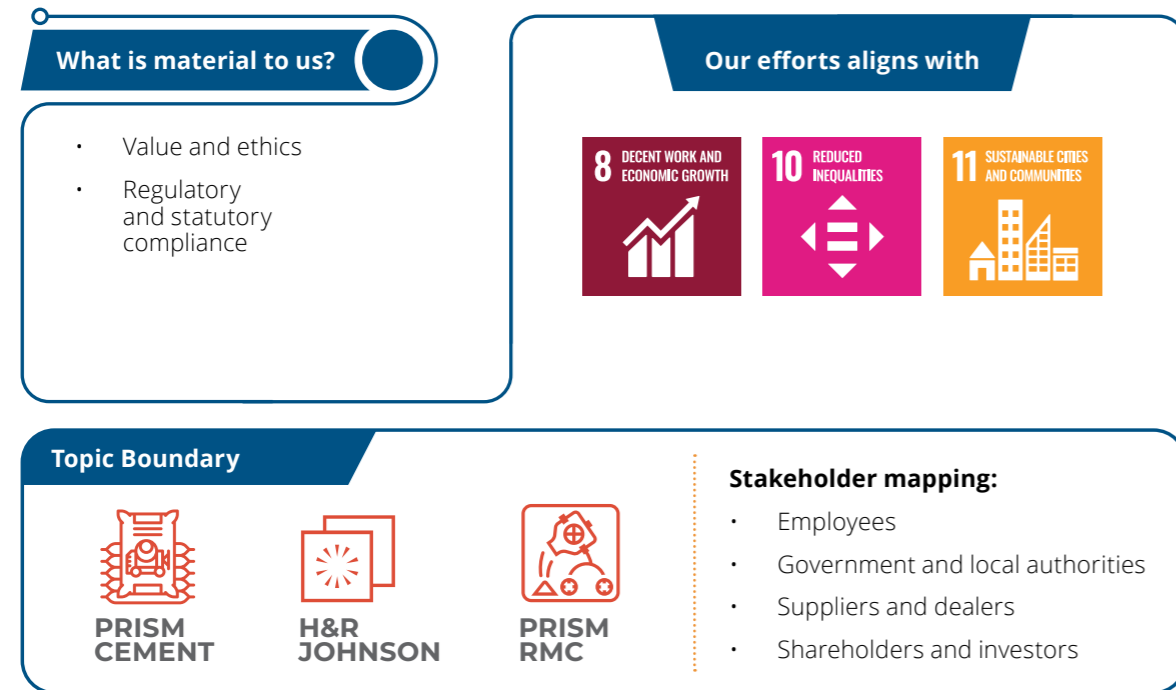 What is material to us?
• Value and ethics
• Regulatory
and statutory
compliance
Our efforts aligns with
8 DECENT WORK AND
ECONOMIC GROWTH
10 REDUCED
INEQUALITIES
11 SUSTAINABLE CITIES
AND COMMUNITIES
Topic Boundary
PRISM
CEMENT
H&R
JOHNSON
PRISM
RMC
Stakeholder mapping:
• Employees
• Government and local authorities
• Suppliers and dealers
• Shareholders and investors